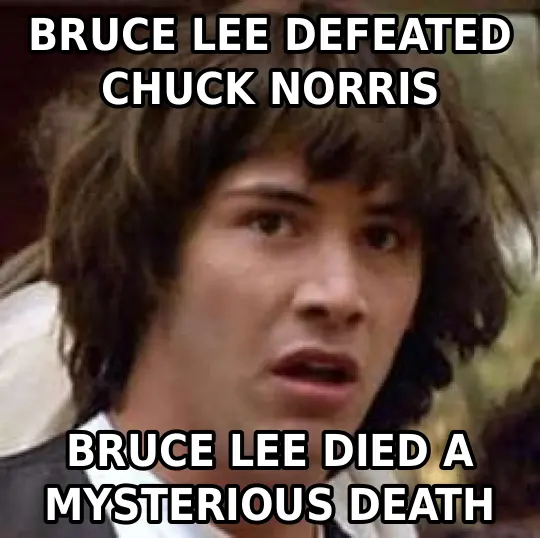 BRUCE LEE DEFEATED
CHUCK NORRIS
BRUCE LEE DIED A
MYSTERIOUS DEATH